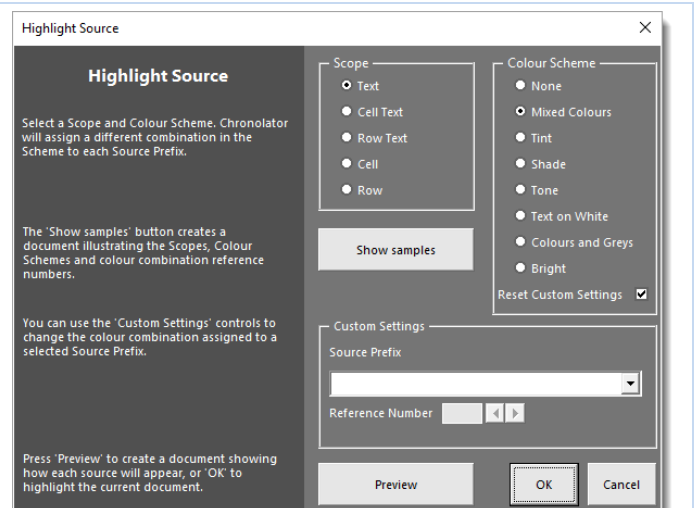 Highlight Source
Highlight Source
Select a Scope and Colour Scheme. Chronolator
will assign a different combination in the
Scheme to each Source Prefix.
The 'Show samples' button creates a
document illustrating the Scopes, Colour
Schemes and colour combination reference
numbers.
You can use the 'Custom Settings' controls to
change the colour combination assigned to a
selected Source Prefix.
Press 'Preview' to create a document showing
how each source will appear, or 'OK' to
highlight the current document.
Scope
Text
Cell Text
Row Text
Cell
Row
Show samples
Colour Scheme
None
Mixed Colours
Tint
Shade
Tone
Text on White
Colours and Greys
Bright
Reset Custom Settings
Custom Settings
Source Prefix
Reference Number
Preview
OK
Cancel